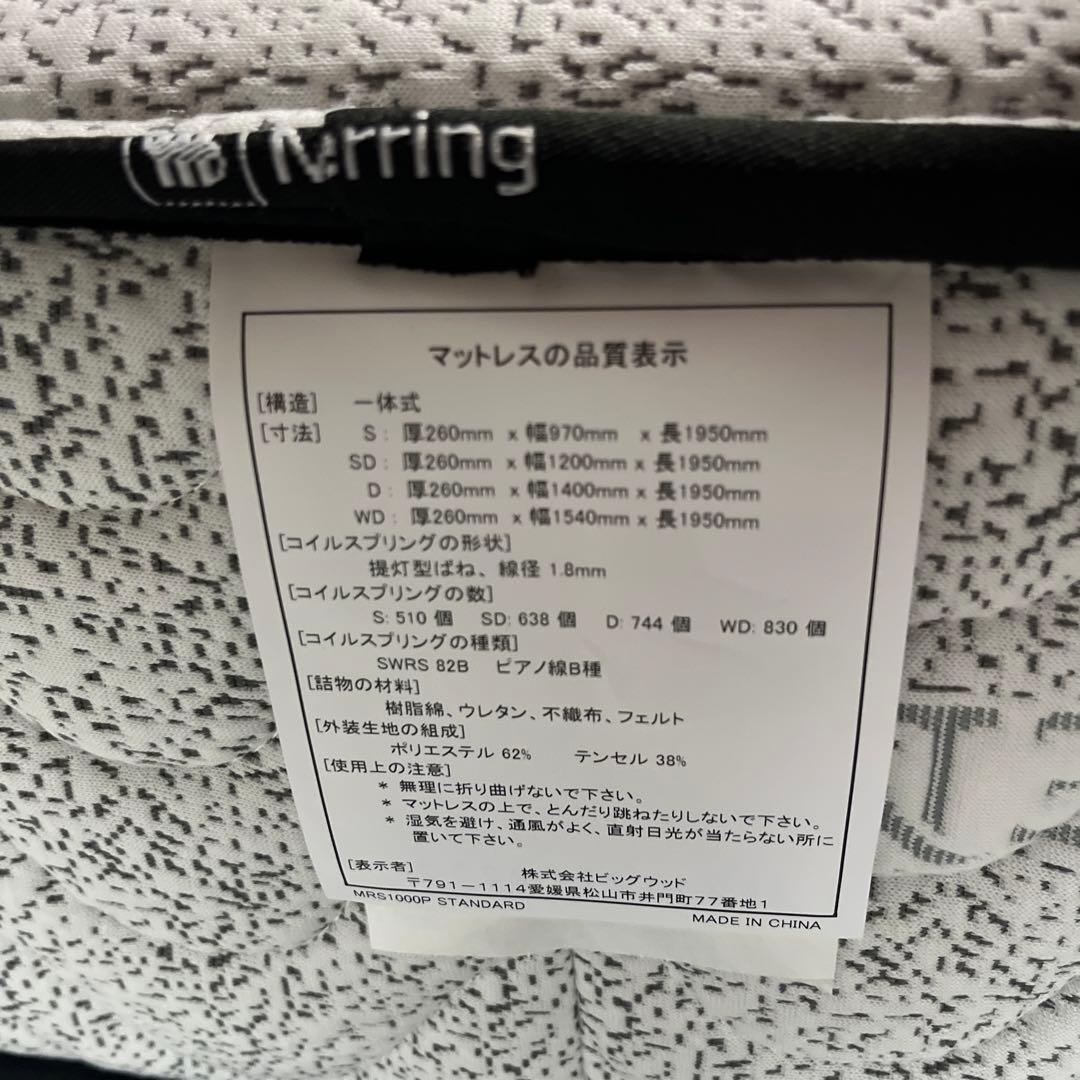 rring
マットレスの品質表示
[構造] 一体式
[寸法] S: 厚260mm x 幅970mm x 長1950mm
SD: 厚260mm x 幅1200mm x 長1950mm
D: 厚260mm x 幅1400mm x 長1950mm
WD: 厚260mm x 幅1540mm x 長1950mm
[コイルスプリングの形状]
提灯型ばね、線径 1.8mm
[コイルスプリングの数]
S: 510 個 SD: 638 個 D: 744 個 WD: 830 個
[コイルスプリングの種類]
SWRS 82B ピアノ線B種
[詰物の材料]
樹脂綿、ウレタン、不織布、フェルト
[外装生地の組成]
ポリエステル 62% テンセル 38%
[使用上の注意]
* 無理に折り曲げないで下さい。
* マットレスの上で、とんだり跳ねたりしないで下さい。
* 湿気を避け、通風がよく、直射日光が当たらない所に
置いて下さい。
[表示者] 株式会社ビッグウッド
〒791-1114愛媛県松山市井門町77番地1
MRS1000P STANDARD MADE IN CHINA